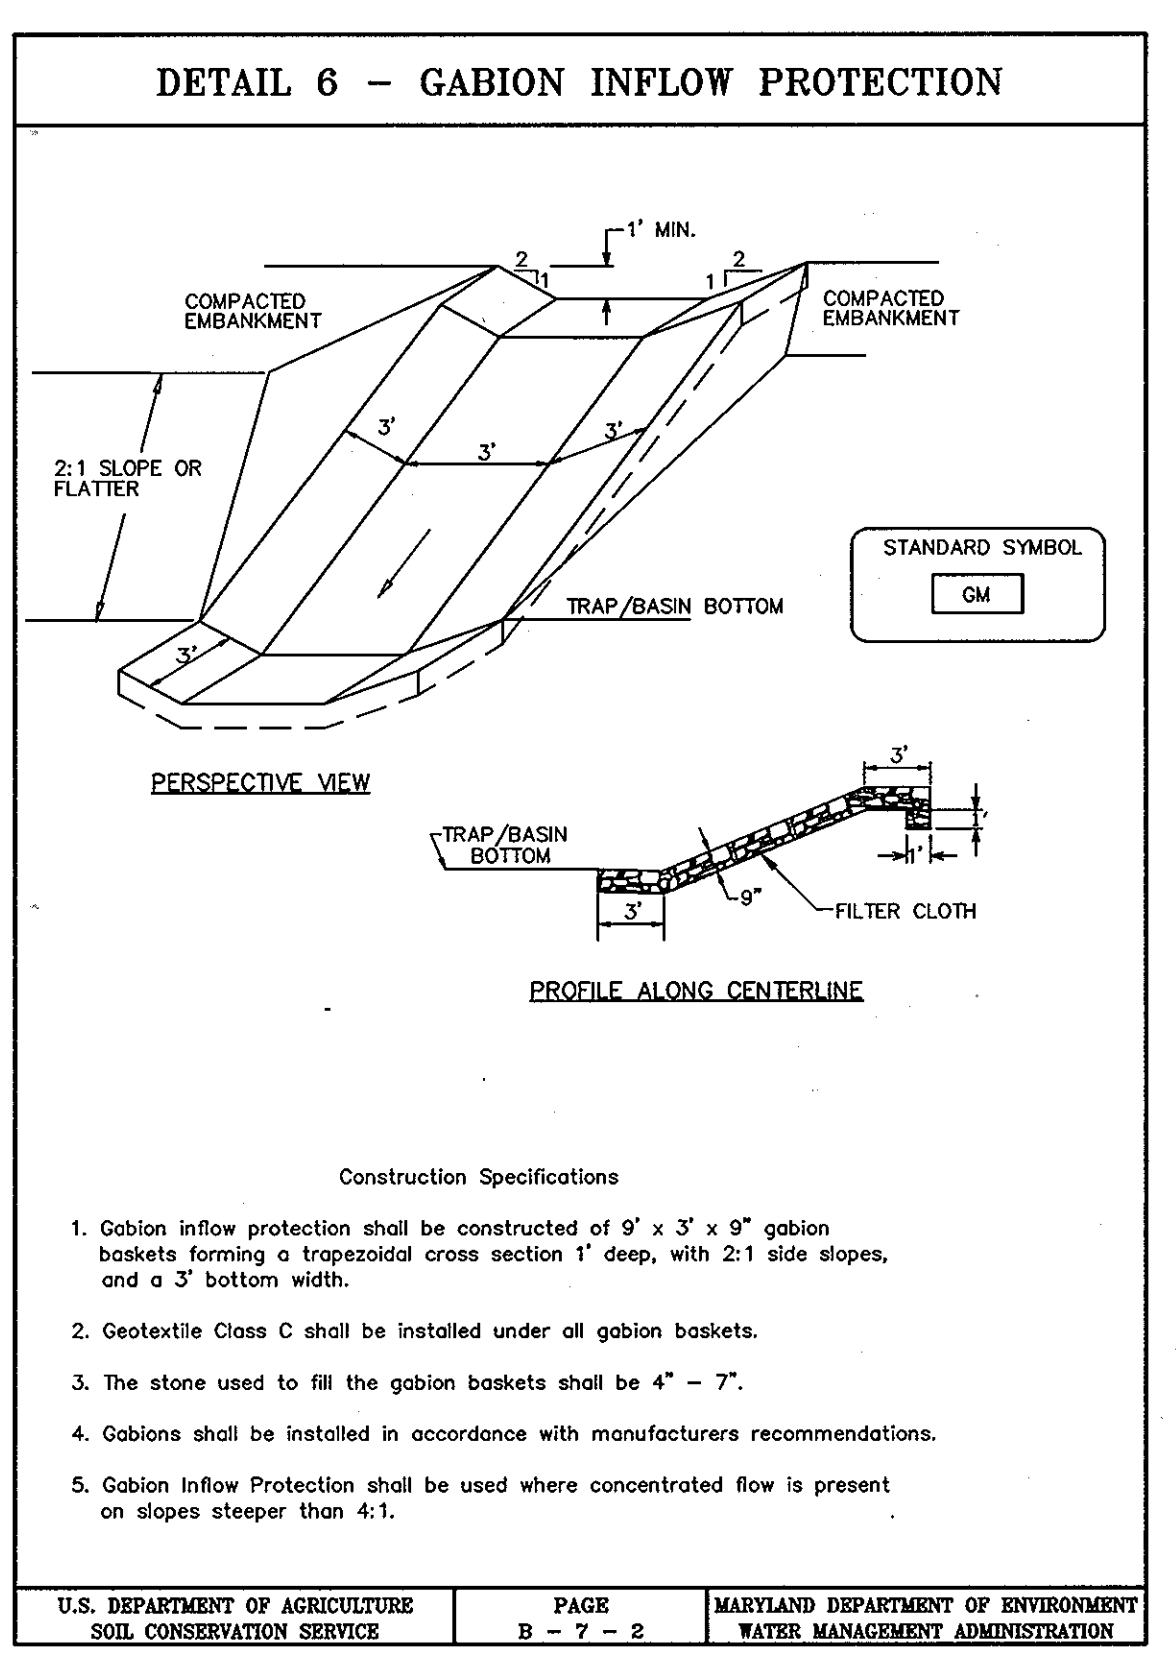 DETAIL 6 - GABION INFLOW PROTECTION
1' MIN.
2
1
2
1
COMPACTED
EMBANKMENT
COMPACTED
EMBANKMENT
3'
3'
3'
2:1 SLOPE OR
FLATTER
STANDARD SYMBOL
GM
TRAP/BASIN BOTTOM
3'
PERSPECTIVE VIEW
3'
TRAP/BASIN
BOTTOM
1'
1'
9"
3'
FILTER CLOTH
PROFILE ALONG CENTERLINE
Construction Specifications
1. Gabion inflow protection shall be constructed of 9' x 3' x 9" gabion
baskets forming a trapezoidal cross section 1' deep, with 2:1 side slopes,
and a 3' bottom width.
2. Geotextile Class C shall be installed under all gabion baskets.
3. The stone used to fill the gabion baskets shall be 4" - 7".
4. Gabions shall be installed in accordance with manufacturers recommendations.
5. Gabion Inflow Protection shall be used where concentrated flow is present
on slopes steeper than 4:1.
U.S. DEPARTMENT OF AGRICULTURE
SOIL CONSERVATION SERVICE
PAGE
B - 7 - 2
MARYLAND DEPARTMENT OF ENVIRONMENT
WATER MANAGEMENT ADMINISTRATION